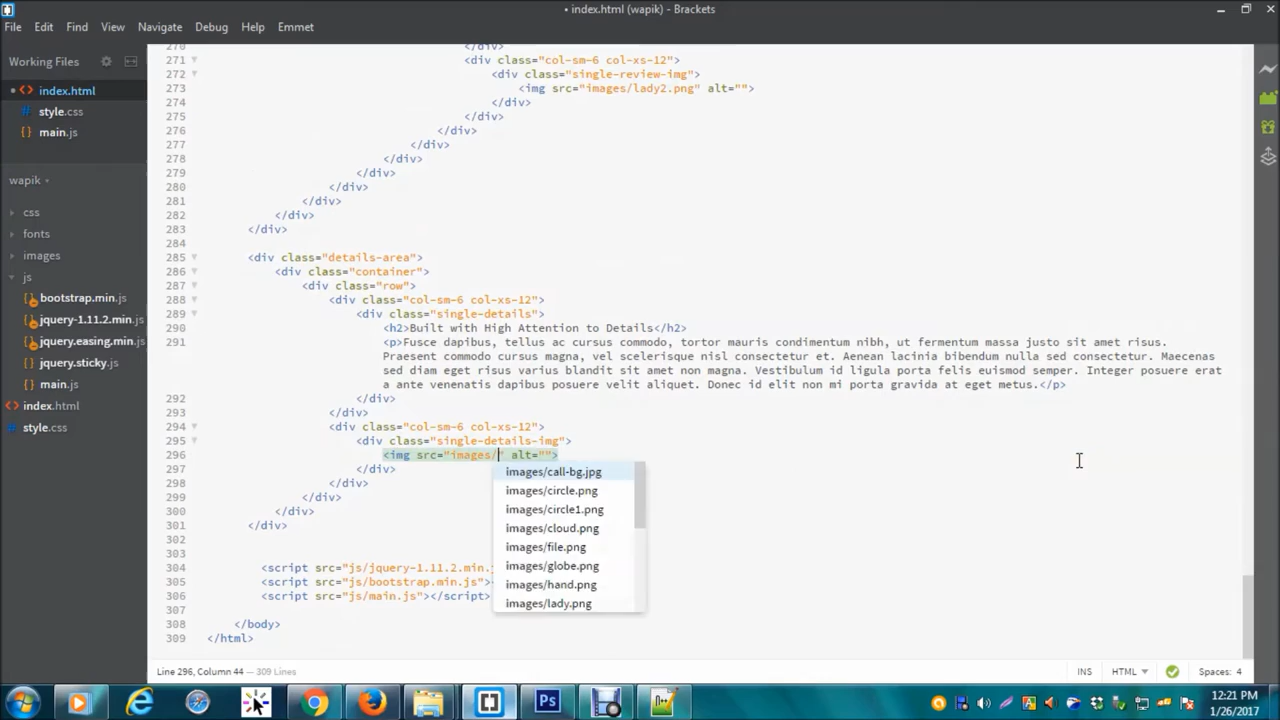 • index.html (wapik) - Brackets
File Edit Find View Navigate Debug Help Emmet
Working Files
• index.html
style.css
main.js
wapik
css
fonts
images
js
bootstrap.min.js
jquery-1.11.2.min.js
jquery.easing.min.js
jquery.sticky.js
main.js
index.html
style.css
270 </div>
271 <div class="col-sm-6 col-xs-12">
272 <div class="single-review-img">
273 <img src="images/lady2.png" alt="">
274 </div>
275 </div>
276 </div>
277 </div>
278 </div>
279 </div>
280 </div>
281 </div>
282 </div>
283 </div>
284
285 <div class="details-area">
286 <div class="container">
287 <div class="row">
288 <div class="col-sm-6 col-xs-12">
289 <div class="single-details">
290 <h2>Built with High Attention to Details</h2>
291 <p>Fusce dapibus, tellus ac cursus commodo, tortor mauris condimentum nibh, ut fermentum massa justo sit amet risus.
Praesent commodo cursus magna, vel scelerisque nisl consectetur et. Aenean lacinia bibendum nulla sed consectetur. Maecenas
sed diam eget risus varius blandit sit amet non magna. Vestibulum id ligula porta felis euismod semper. Integer posuere erat
a ante venenatis dapibus posuere velit aliquet. Donec id elit non mi porta gravida at eget metus.</p>
292 </div>
293 </div>
294 <div class="col-sm-6 col-xs-12">
295 <div class="single-details-img">
296 <img src="images/" alt="">
297 </div>
298 </div>
299 </div>
300 </div>
301 </div>
302
303
304 <script src="js/jquery-1.11.2.min.j
305 <script src="js/bootstrap.min.js">
306 <script src="js/main.js"></script>
307
308 </body>
309 </html>
images/call-bg.jpg
images/circle.png
images/circle1.png
images/cloud.png
images/file.png
images/globe.png
images/hand.png
images/lady.png
Line 296, Column 44 — 309 Lines
INS HTML Spaces: 4
Ps
12:21 PM
1/26/2017